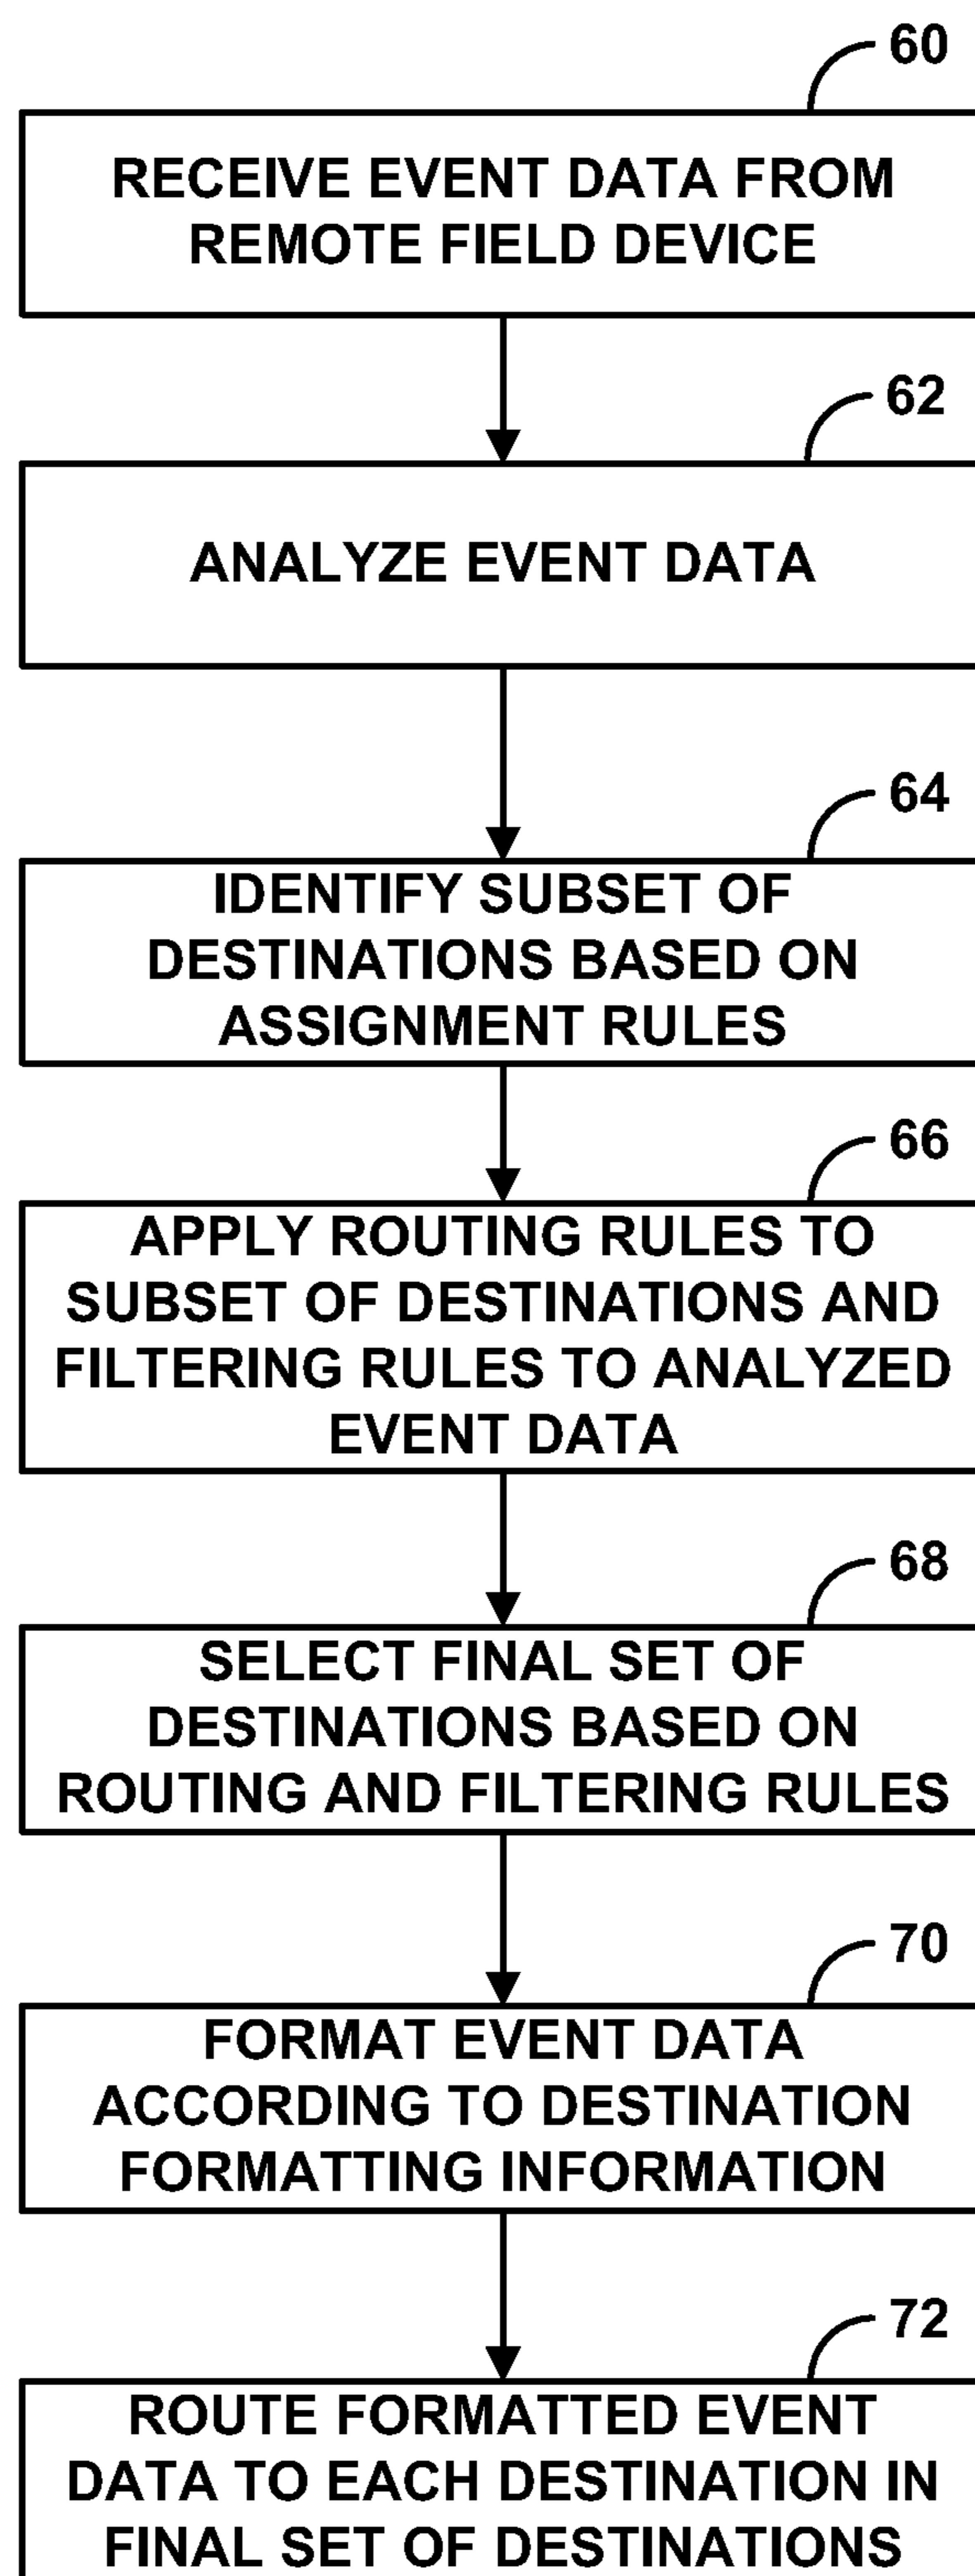 60
RECEIVE EVENT DATA FROM
REMOTE FIELD DEVICE
62
ANALYZE EVENT DATA
64
IDENTIFY SUBSET OF
DESTINATIONS BASED ON
ASSIGNMENT RULES
66
APPLY ROUTING RULES TO
SUBSET OF DESTINATIONS AND
FILTERING RULES TO ANALYZED
EVENT DATA
68
SELECT FINAL SET OF
DESTINATIONS BASED ON
ROUTING AND FILTERING RULES
70
FORMAT EVENT DATA
ACCORDING TO DESTINATION
FORMATTING INFORMATION
72
ROUTE FORMATTED EVENT
DATA TO EACH DESTINATION IN
FINAL SET OF DESTINATIONS